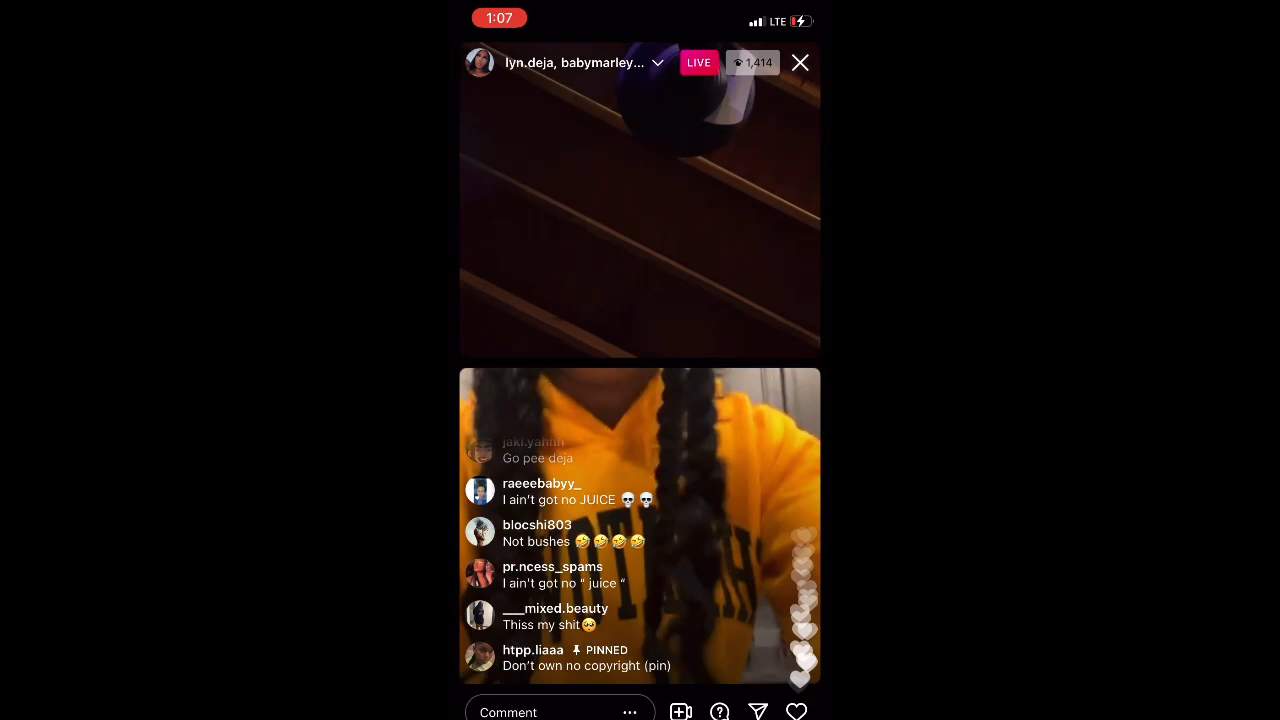 1:07
LTE
lyn.deja, babymarley...
LIVE
1,414
jaki.yahhh
Go pee deja
raeeebabyy_
I ain't got no JUICE 💀💀
blocshi803
Not bushes 🤣🤣🤣🤣
pr.ncess_spams
I ain't got no “ juice “
___mixed.beauty
Thiss my shit🥺
htpp.liaaa PINNED
Don't own no copyright (pin)
Comment